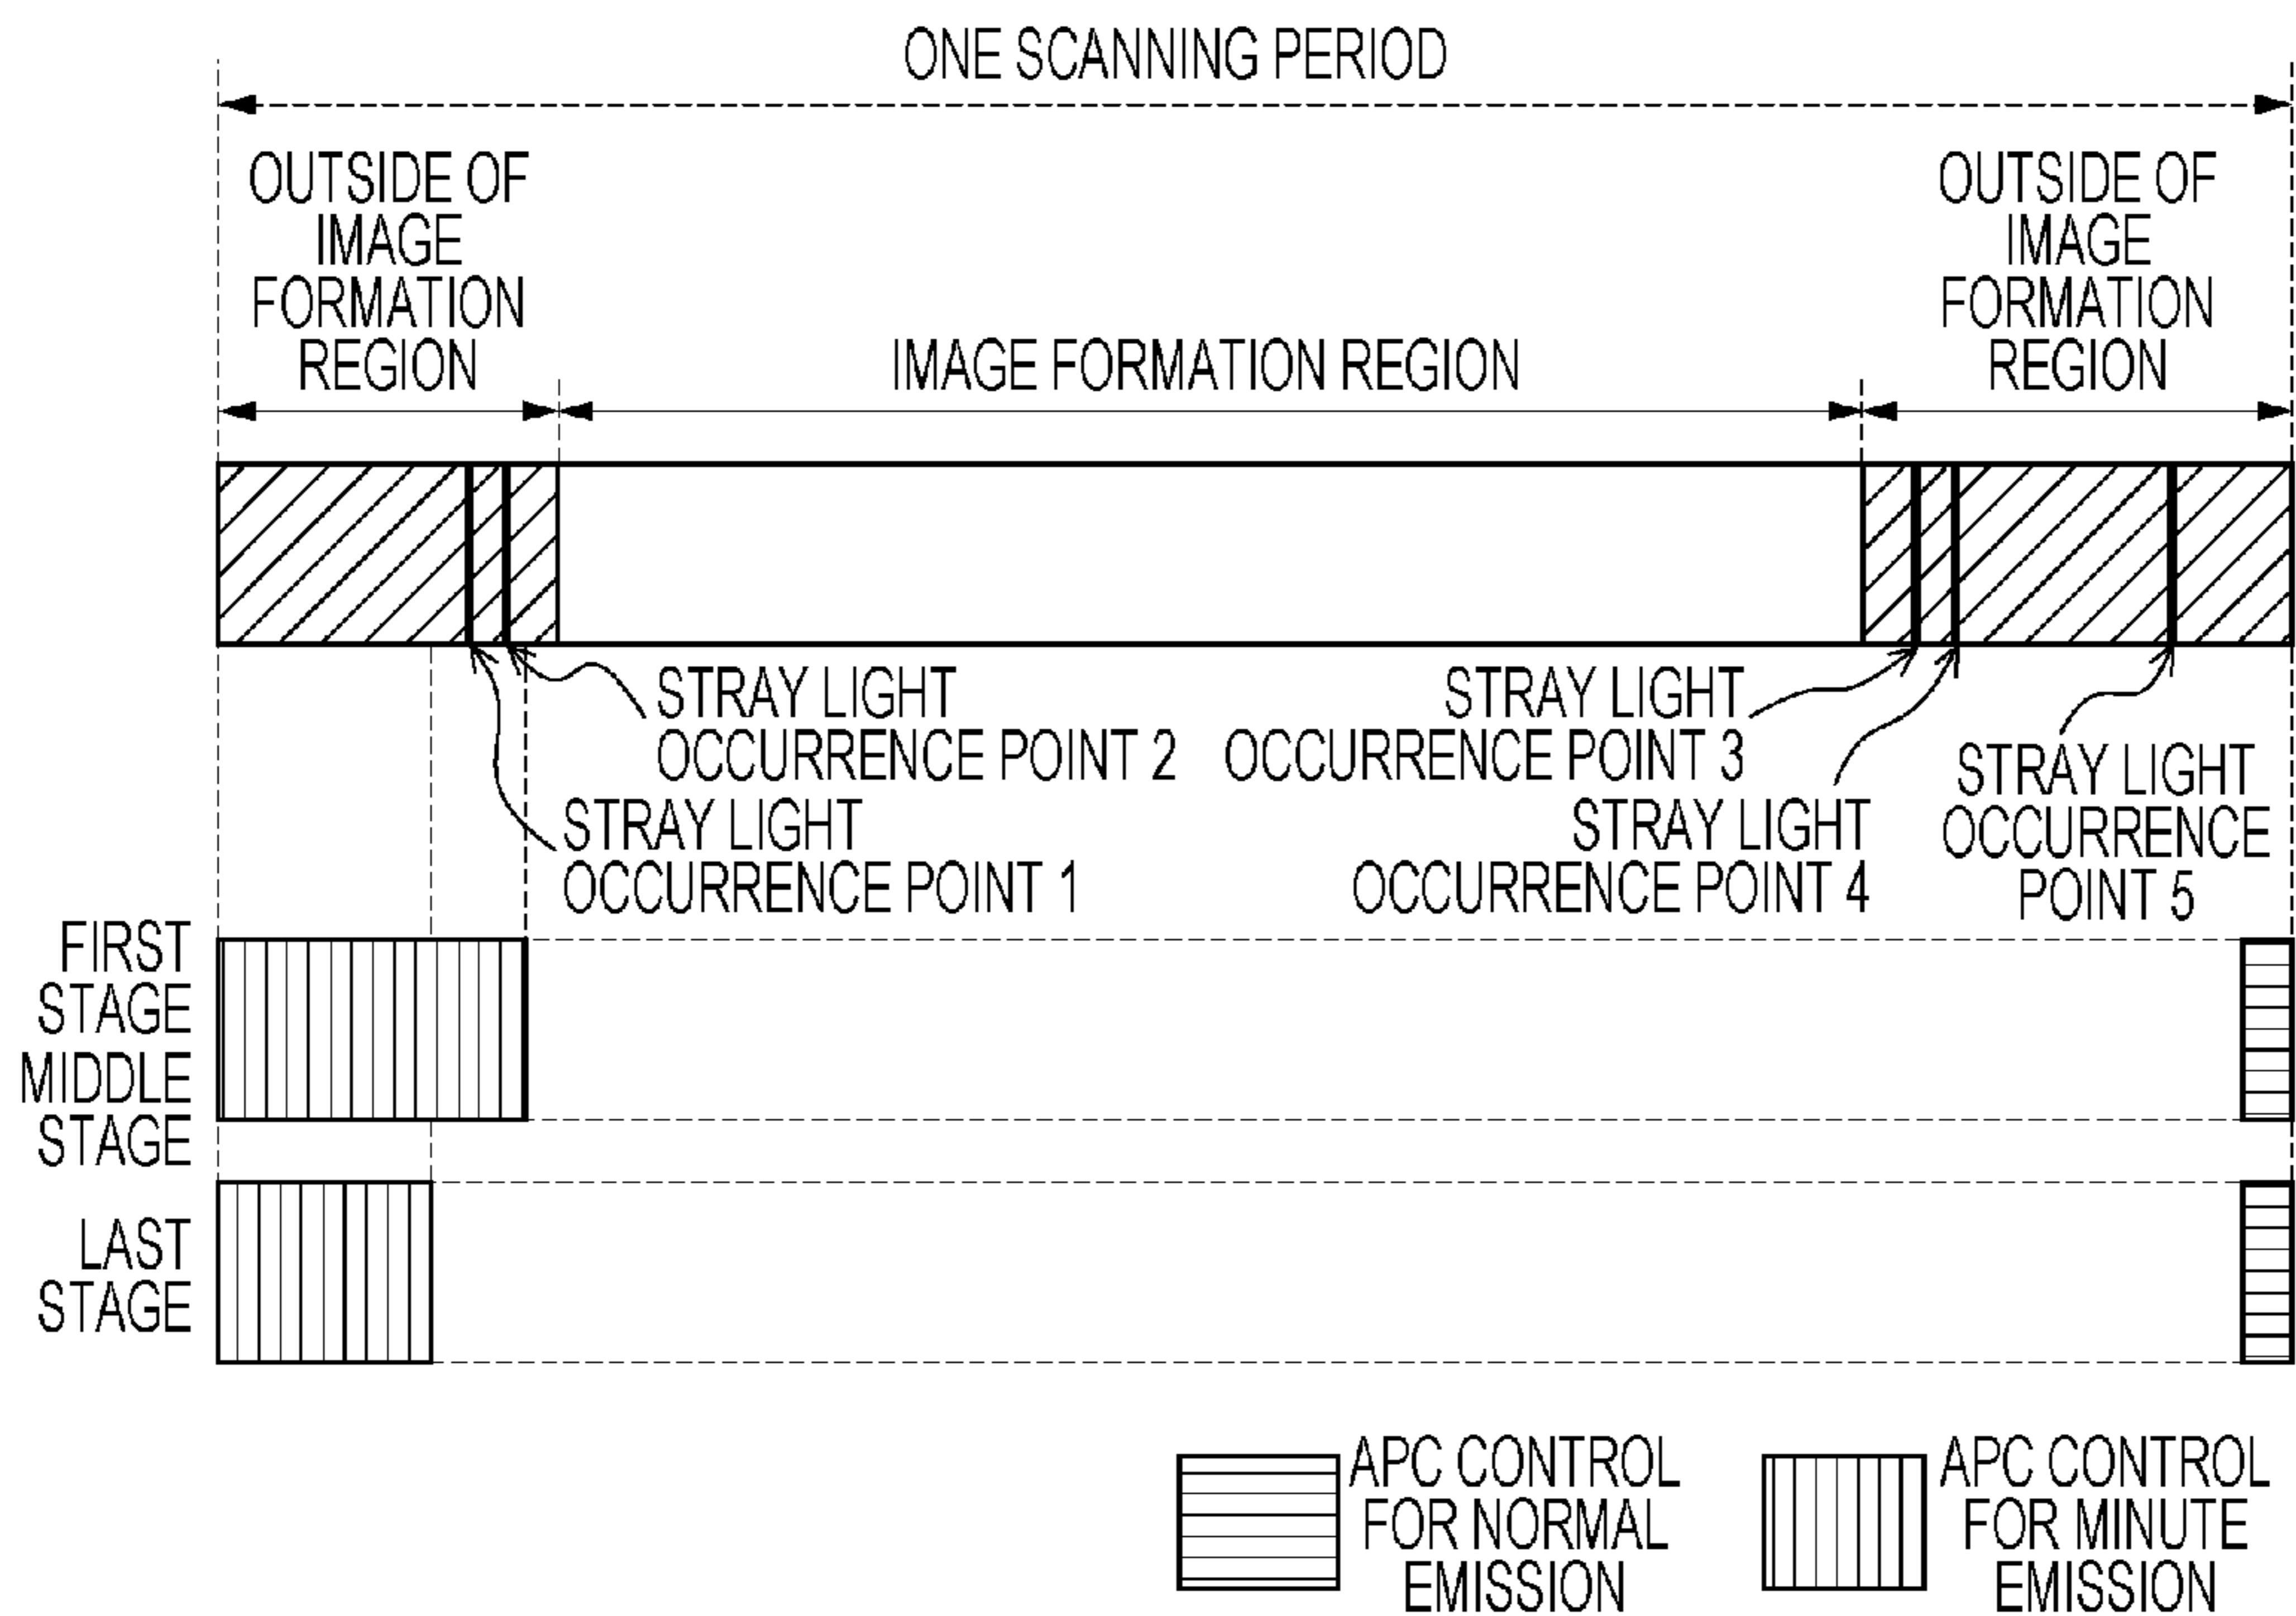 ONE SCANNING PERIOD
OUTSIDE OF
IMAGE
FORMATION
REGION
IMAGE FORMATION REGION
OUTSIDE OF
IMAGE
FORMATION
REGION
STRAY LIGHT
OCCURRENCE POINT 2
STRAY LIGHT
OCCURRENCE POINT 3
STRAY LIGHT
OCCURRENCE POINT 1
STRAY LIGHT
OCCURRENCE POINT 4
STRAY LIGHT
OCCURRENCE
POINT 5
FIRST
STAGE
MIDDLE
STAGE
LAST
STAGE
APC CONTROL
FOR NORMAL
EMISSION
APC CONTROL
FOR MINUTE
EMISSION